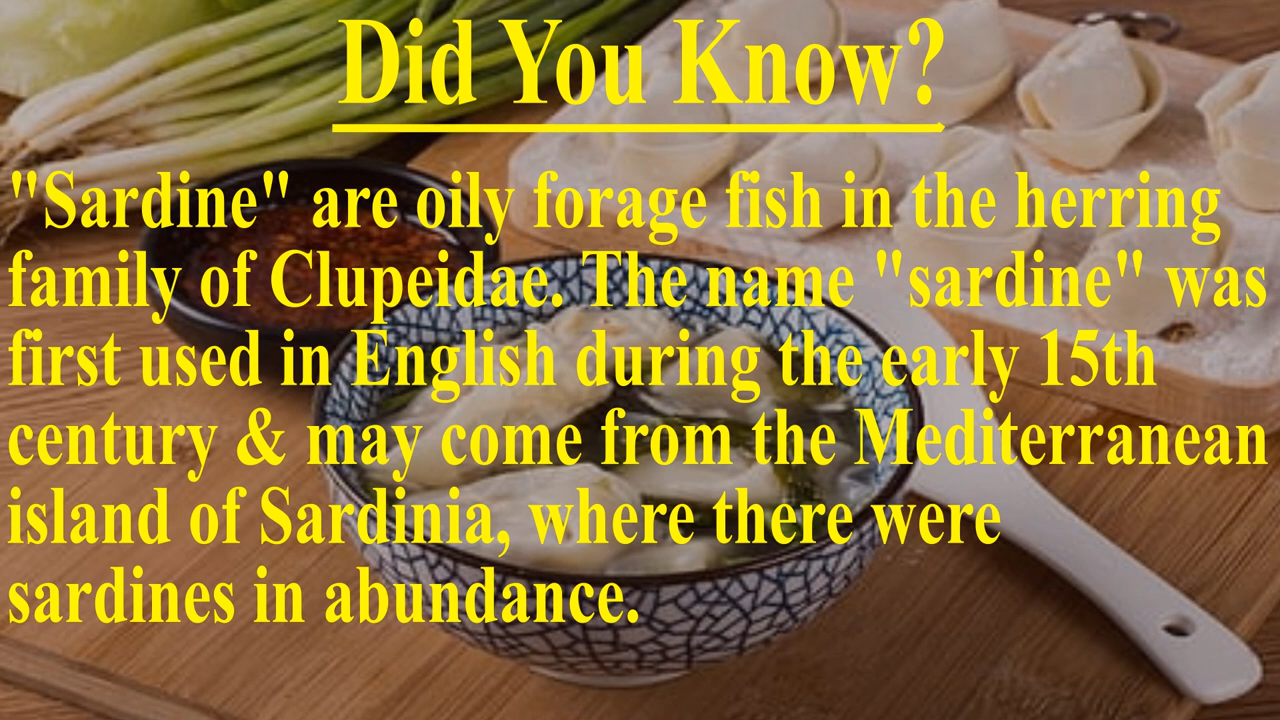 Did You Know?
"Sardine" are oily forage fish in the herring
family of Clupeidae. The name "sardine" was
first used in English during the early 15th
century & may come from the Mediterranean
island of Sardinia, where there were
sardines in abundance.